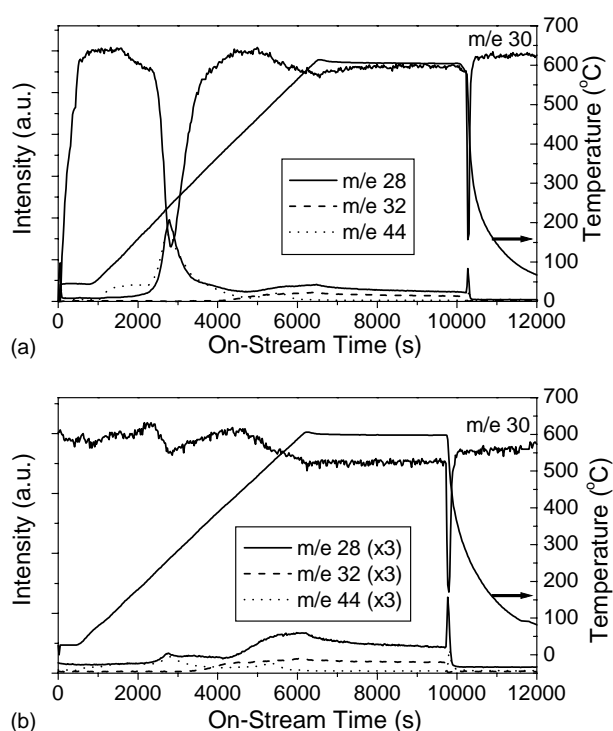 m/e 30
Intensity (a.u.)
Temperature (°C)
700
600
500
400
300
200
100
0
m/e 28
m/e 32
m/e 44
0
2000
4000
6000
8000
10000
12000
(a)
On-Stream Time (s)
m/e 30
Intensity (a.u.)
Temperature (°C)
700
600
500
400
300
200
100
0
m/e 28 (x3)
m/e 32 (x3)
m/e 44 (x3)
0
2000
4000
6000
8000
10000
12000
(b)
On-Stream Time (s)